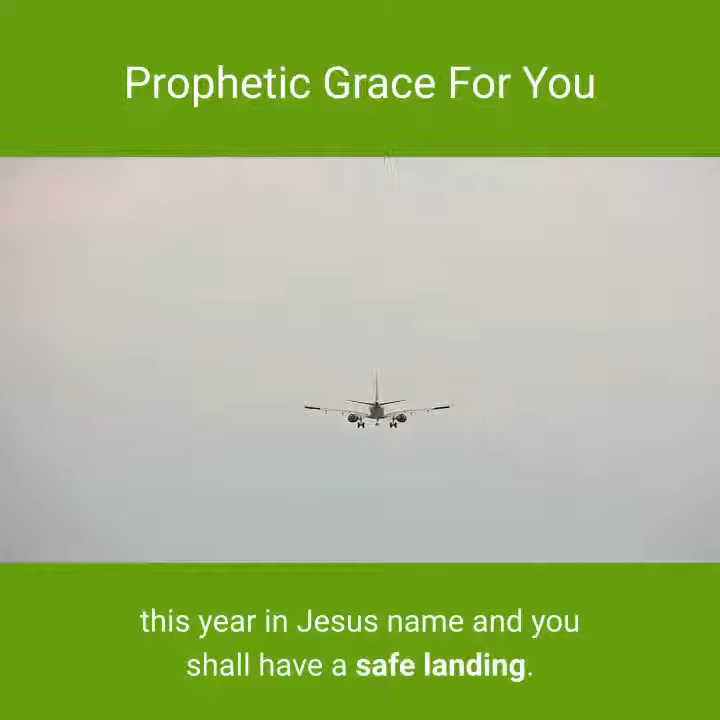 Prophetic Grace For You
this year in Jesus name and you
shall have a safe landing.